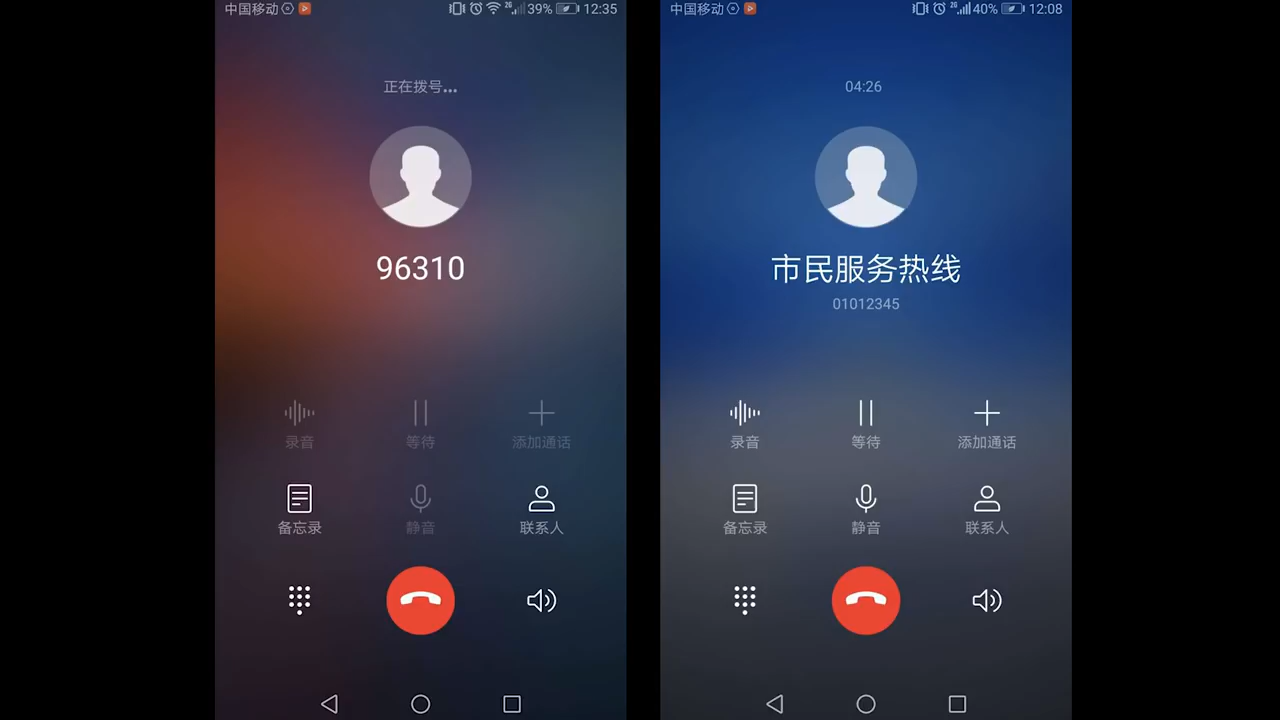 中国移动 39% 12:35
正在拨号...
96310
录音 等待 添加通话
备忘录 静音 联系人
中国移动 40% 12:08
04:26
市民服务热线
01012345
录音 等待 添加通话
备忘录 静音 联系人